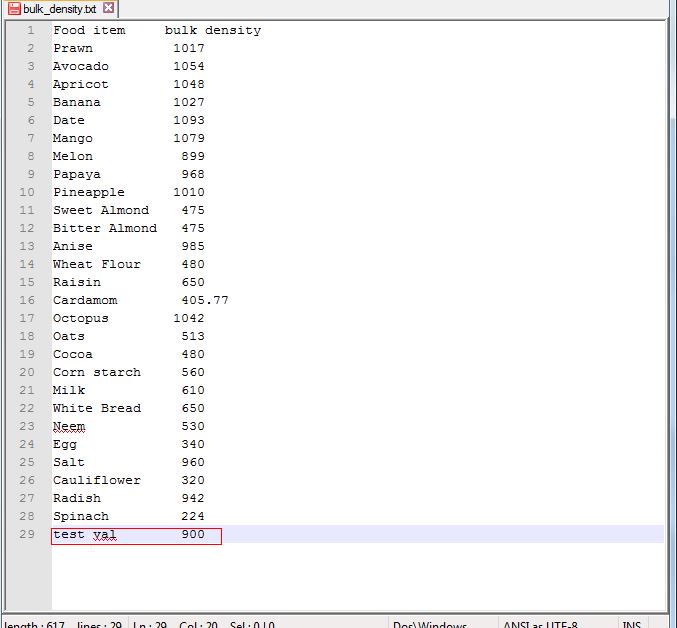 bulk_density.txt
1 Food item bulk density
2 Prawn 1017
3 Avocado 1054
4 Apricot 1048
5 Banana 1027
6 Date 1093
7 Mango 1079
8 Melon 899
9 Papaya 968
10 Pineapple 1010
11 Sweet Almond 475
12 Bitter Almond 475
13 Anise 985
14 Wheat Flour 480
15 Raisin 650
16 Cardamom 405.77
17 Octopus 1042
18 Oats 513
19 Cocoa 480
20 Corn starch 560
21 Milk 610
22 White Bread 650
23 Neem 530
24 Egg 340
25 Salt 960
26 Cauliflower 320
27 Radish 942
28 Spinach 224
29 test val 900
length : 617 lines : 29 Ln : 29 Col : 20 Sel : 0 | 0 Dos\Windows ANSI as UTF-8 INS